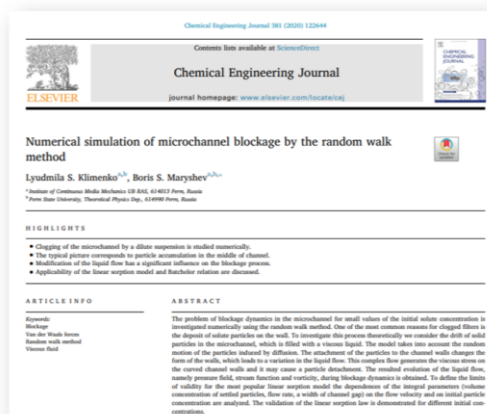 Chemical Engineering Journal 381 (2020) 122644
Contents lists available at ScienceDirect
Chemical Engineering Journal
journal homepage: www.elsevier.com/locate/cej
ELSEVIER
CHEMICAL
ENGINEERING
JOURNAL
Numerical simulation of microchannel blockage by the random walk
method
Check for
updates
Lyudmila S. Klimenko a,b, Boris S. Maryshev a,b,
a Institute of Continuous Media Mechanics UB RAS, 614013 Perm, Russia
b Perm State University, Theoretical Physics Dep., 614990 Perm, Russia
HIGHLIGHTS
• Clogging of the microchannel by a dilute suspension is studied numerically.
• The typical picture corresponds to particle accumulation in the middle of channel.
• Modification of the liquid flow has a significant influence on the blockage process.
• Applicability of the linear sorption model and Batchelor relation are discussed.
ARTICLE INFO
Keywords:
Blockage
Van der Waals forces
Random walk method
Viscous fluid
ABSTRACT
The problem of blockage dynamics in the microchannel for small values of the initial solute concentration is
investigated numerically using the random walk method. One of the most common reasons for clogged filters is
the deposit of solute particles on the wall. To investigate this process theoretically we consider the drift of solid
particles in the microchannel, which is filled with a viscous liquid. The model takes into account the random
motion of the particles induced by diffusion. The attachment of the particles to the channel walls changes the
form of the walls, which leads to a variation in the liquid flow. This complex flow generates the viscous stress on
the curved channel walls and it may cause a particle detachment. The resulted evolution of the liquid flow,
namely pressure field, stream function and vorticity, during blockage dynamics is obtained. To define the limits
of validity for the most popular linear sorption model the dependences of the integral parameters (volume
concentration of settled particles, flow rate, a width of channel gap) on the flow velocity and an initial particle
concentration are analyzed. The validation of the linear sorption law is demonstrated for different initial con-
centrations.